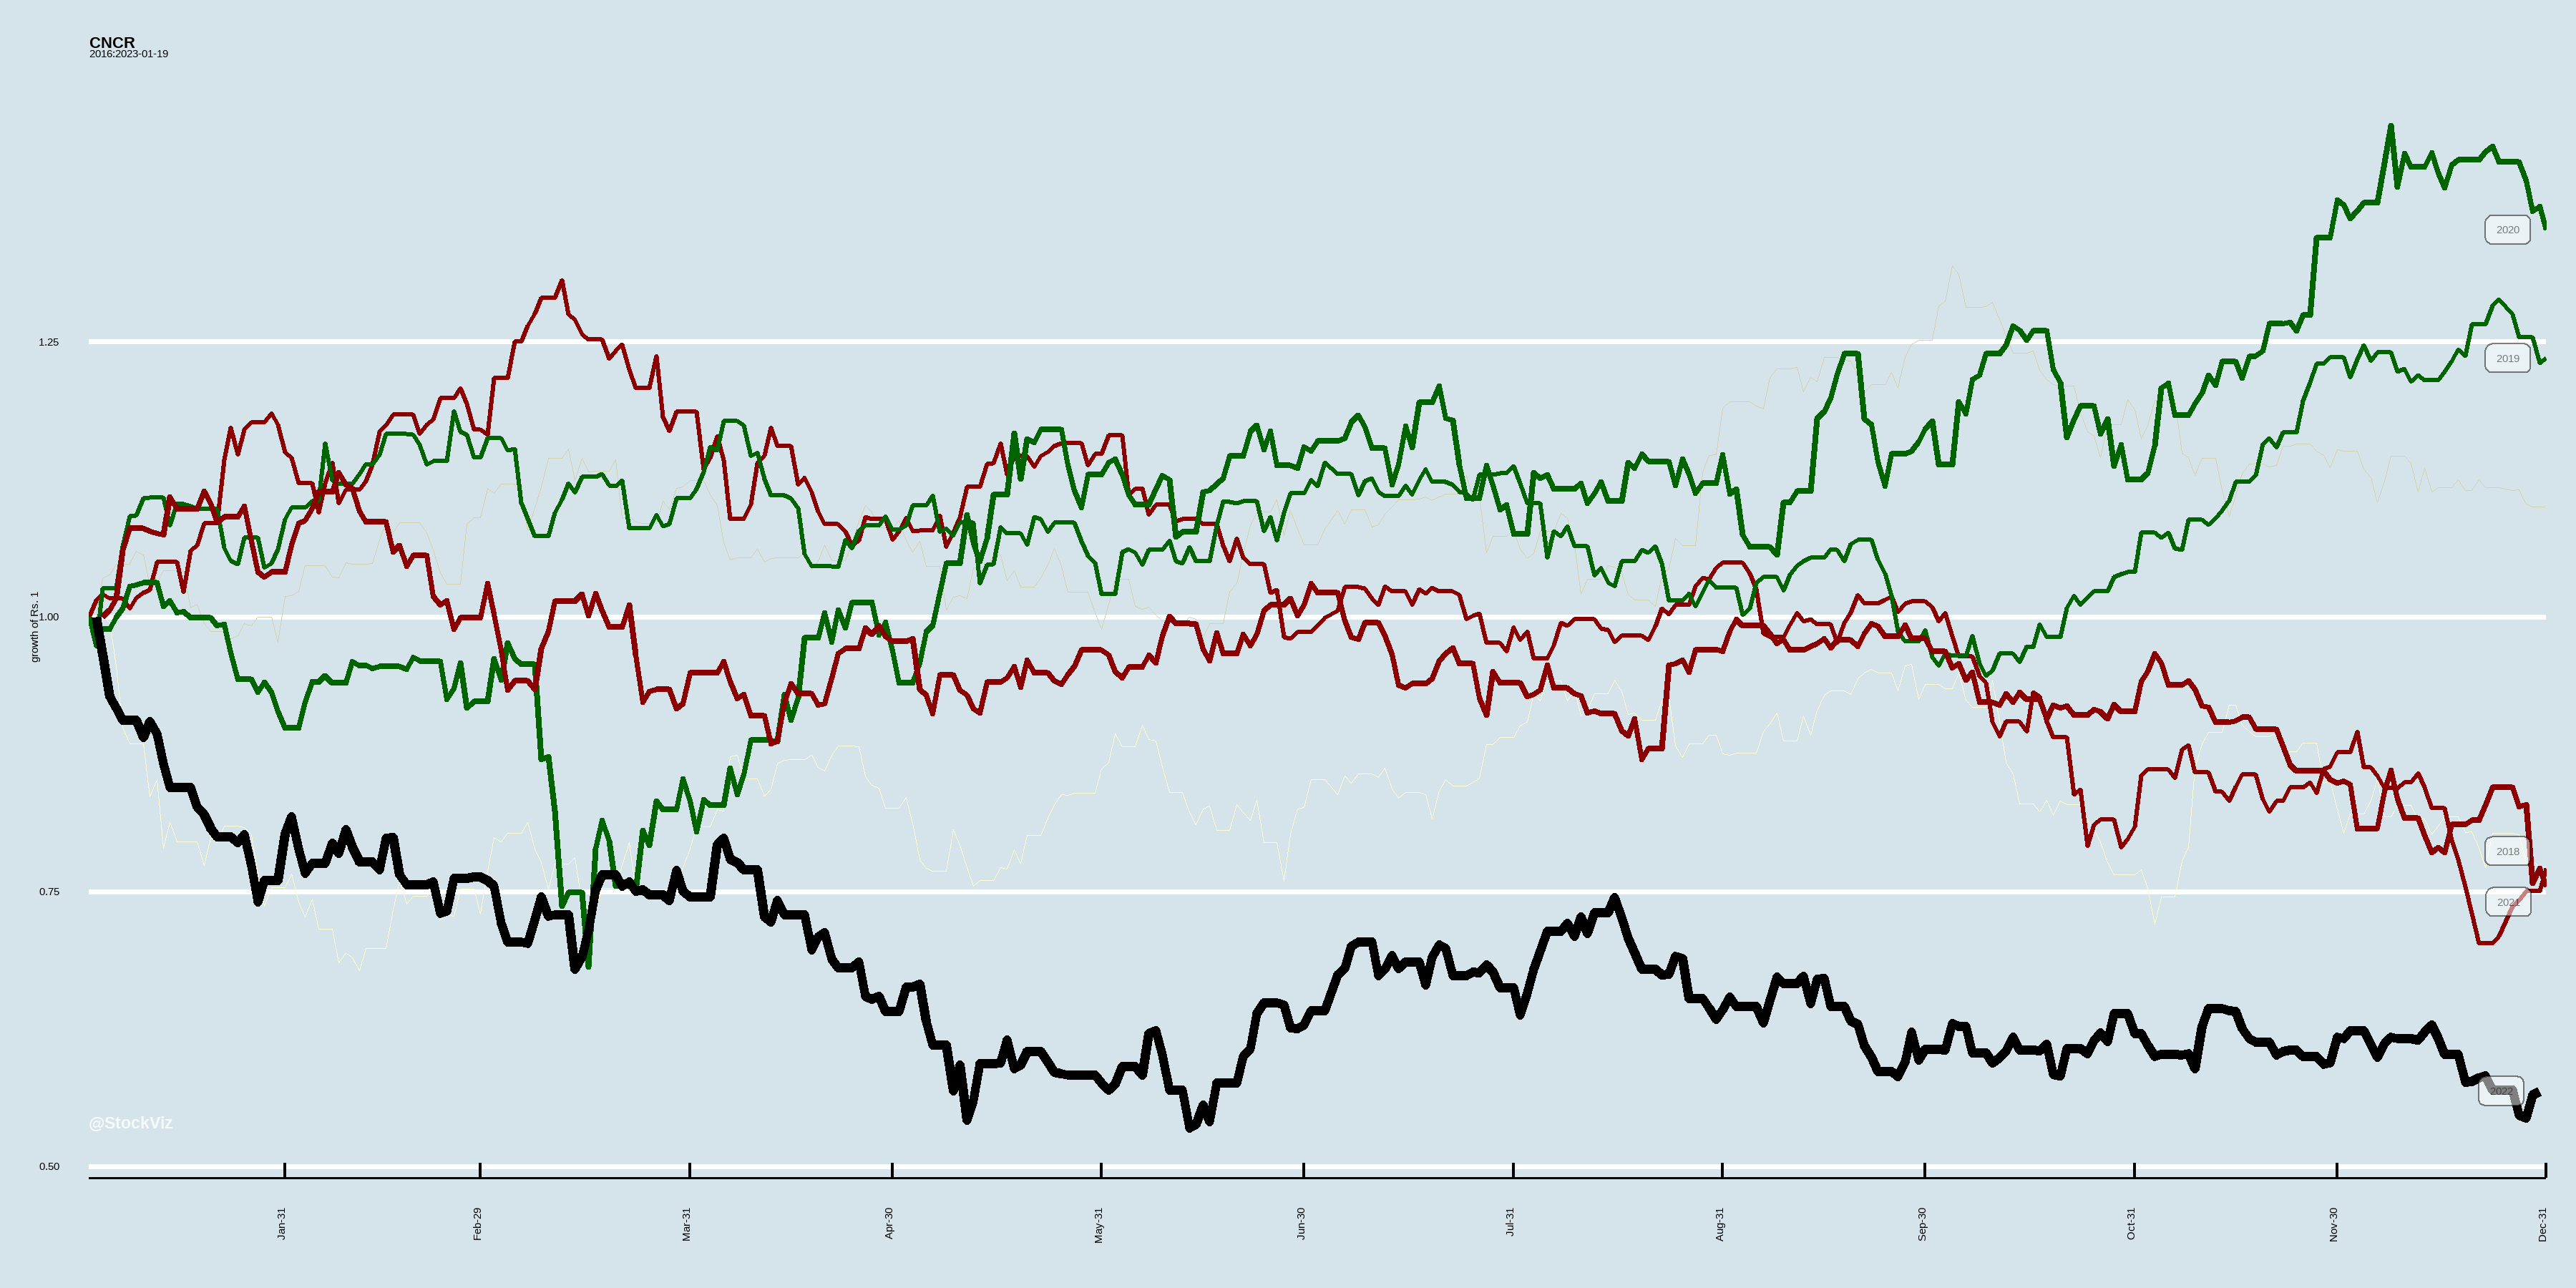 CNCR
2016:2023-01-19
growth of Rs. 1
1.25
1.00
0.75
0.50
2020
2019
2018
2021
2022
@StockViz
Jan-31
Feb-29
Mar-31
Apr-30
May-31
Jun-30
Jul-31
Aug-31
Sep-30
Oct-31
Nov-30
Dec-31